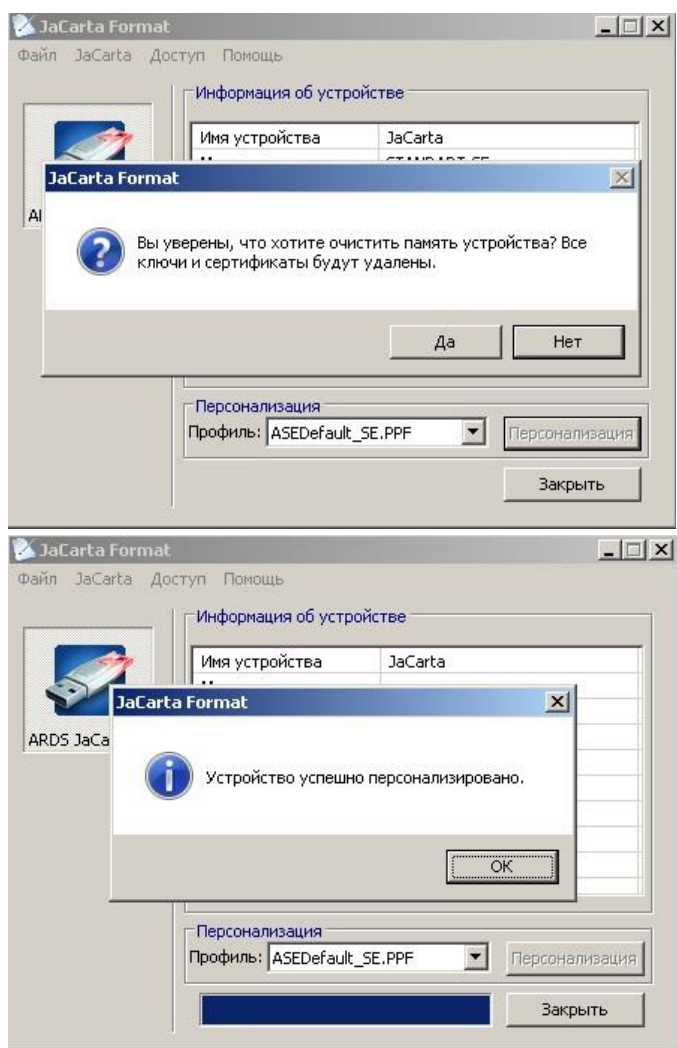 JaCarta Format
Файл JaCarta Доступ Помощь
Информация об устройстве
Имя устройства JaCarta
JaCarta Format
Вы уверены, что хотите очистить память устройства? Все
ключи и сертификаты будут удалены.
Да Нет
Персонализация
Профиль: ASEDefault_SE.PPF Персонализация
Закрыть
JaCarta Format
Файл JaCarta Доступ Помощь
Информация об устройстве
Имя устройства JaCarta
JaCarta Format
ARDS JaCa
Устройство успешно персонализировано.
OK
Персонализация
Профиль: ASEDefault_SE.PPF Персонализация
Закрыть